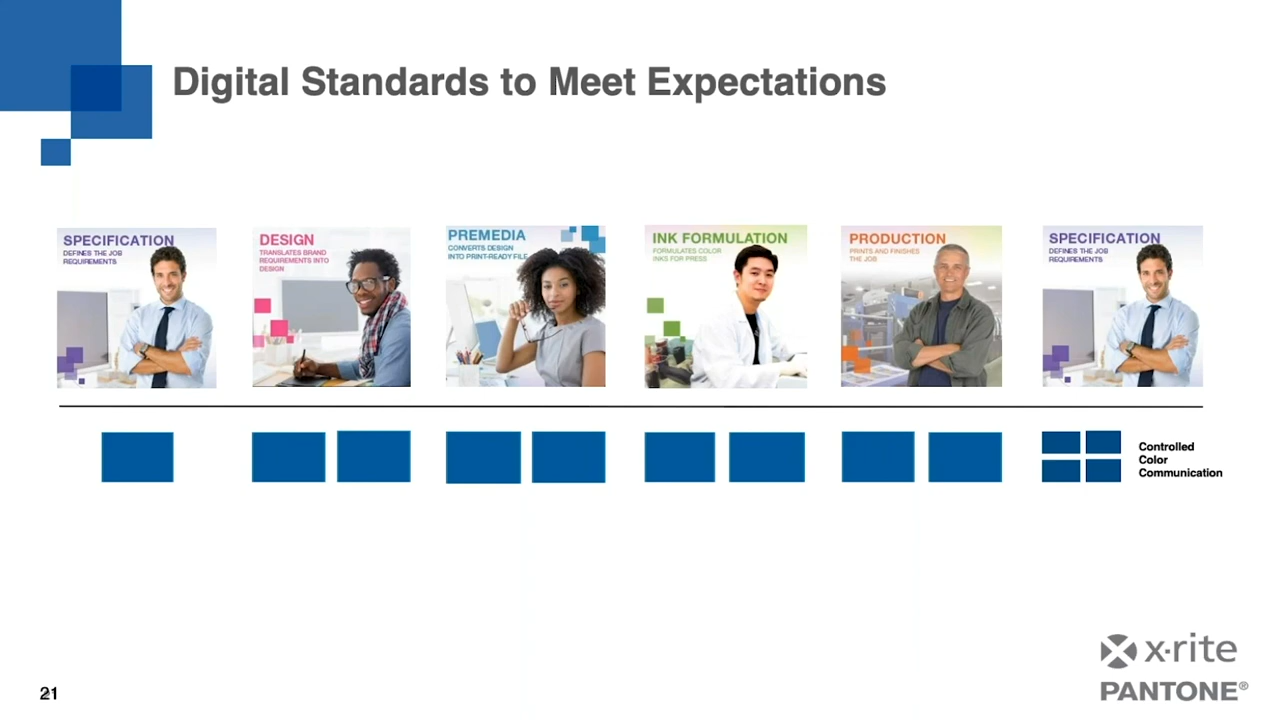 Digital Standards to Meet Expectations
SPECIFICATION
DEFINES THE JOB
REQUIREMENTS
DESIGN
TRANSLATES BRAND
REQUIREMENTS INTO
DESIGN
PREMEDIA
CONVERTS DESIGN
INTO PRINT-READY FILE
INK FORMULATION
FORMULATES COLOR
INKS FOR PRESS
PRODUCTION
PRINTS AND FINISHES
THE JOB
SPECIFICATION
DEFINES THE JOB
REQUIREMENTS
Controlled
Color
Communication
21
x·rite
PANTONE®